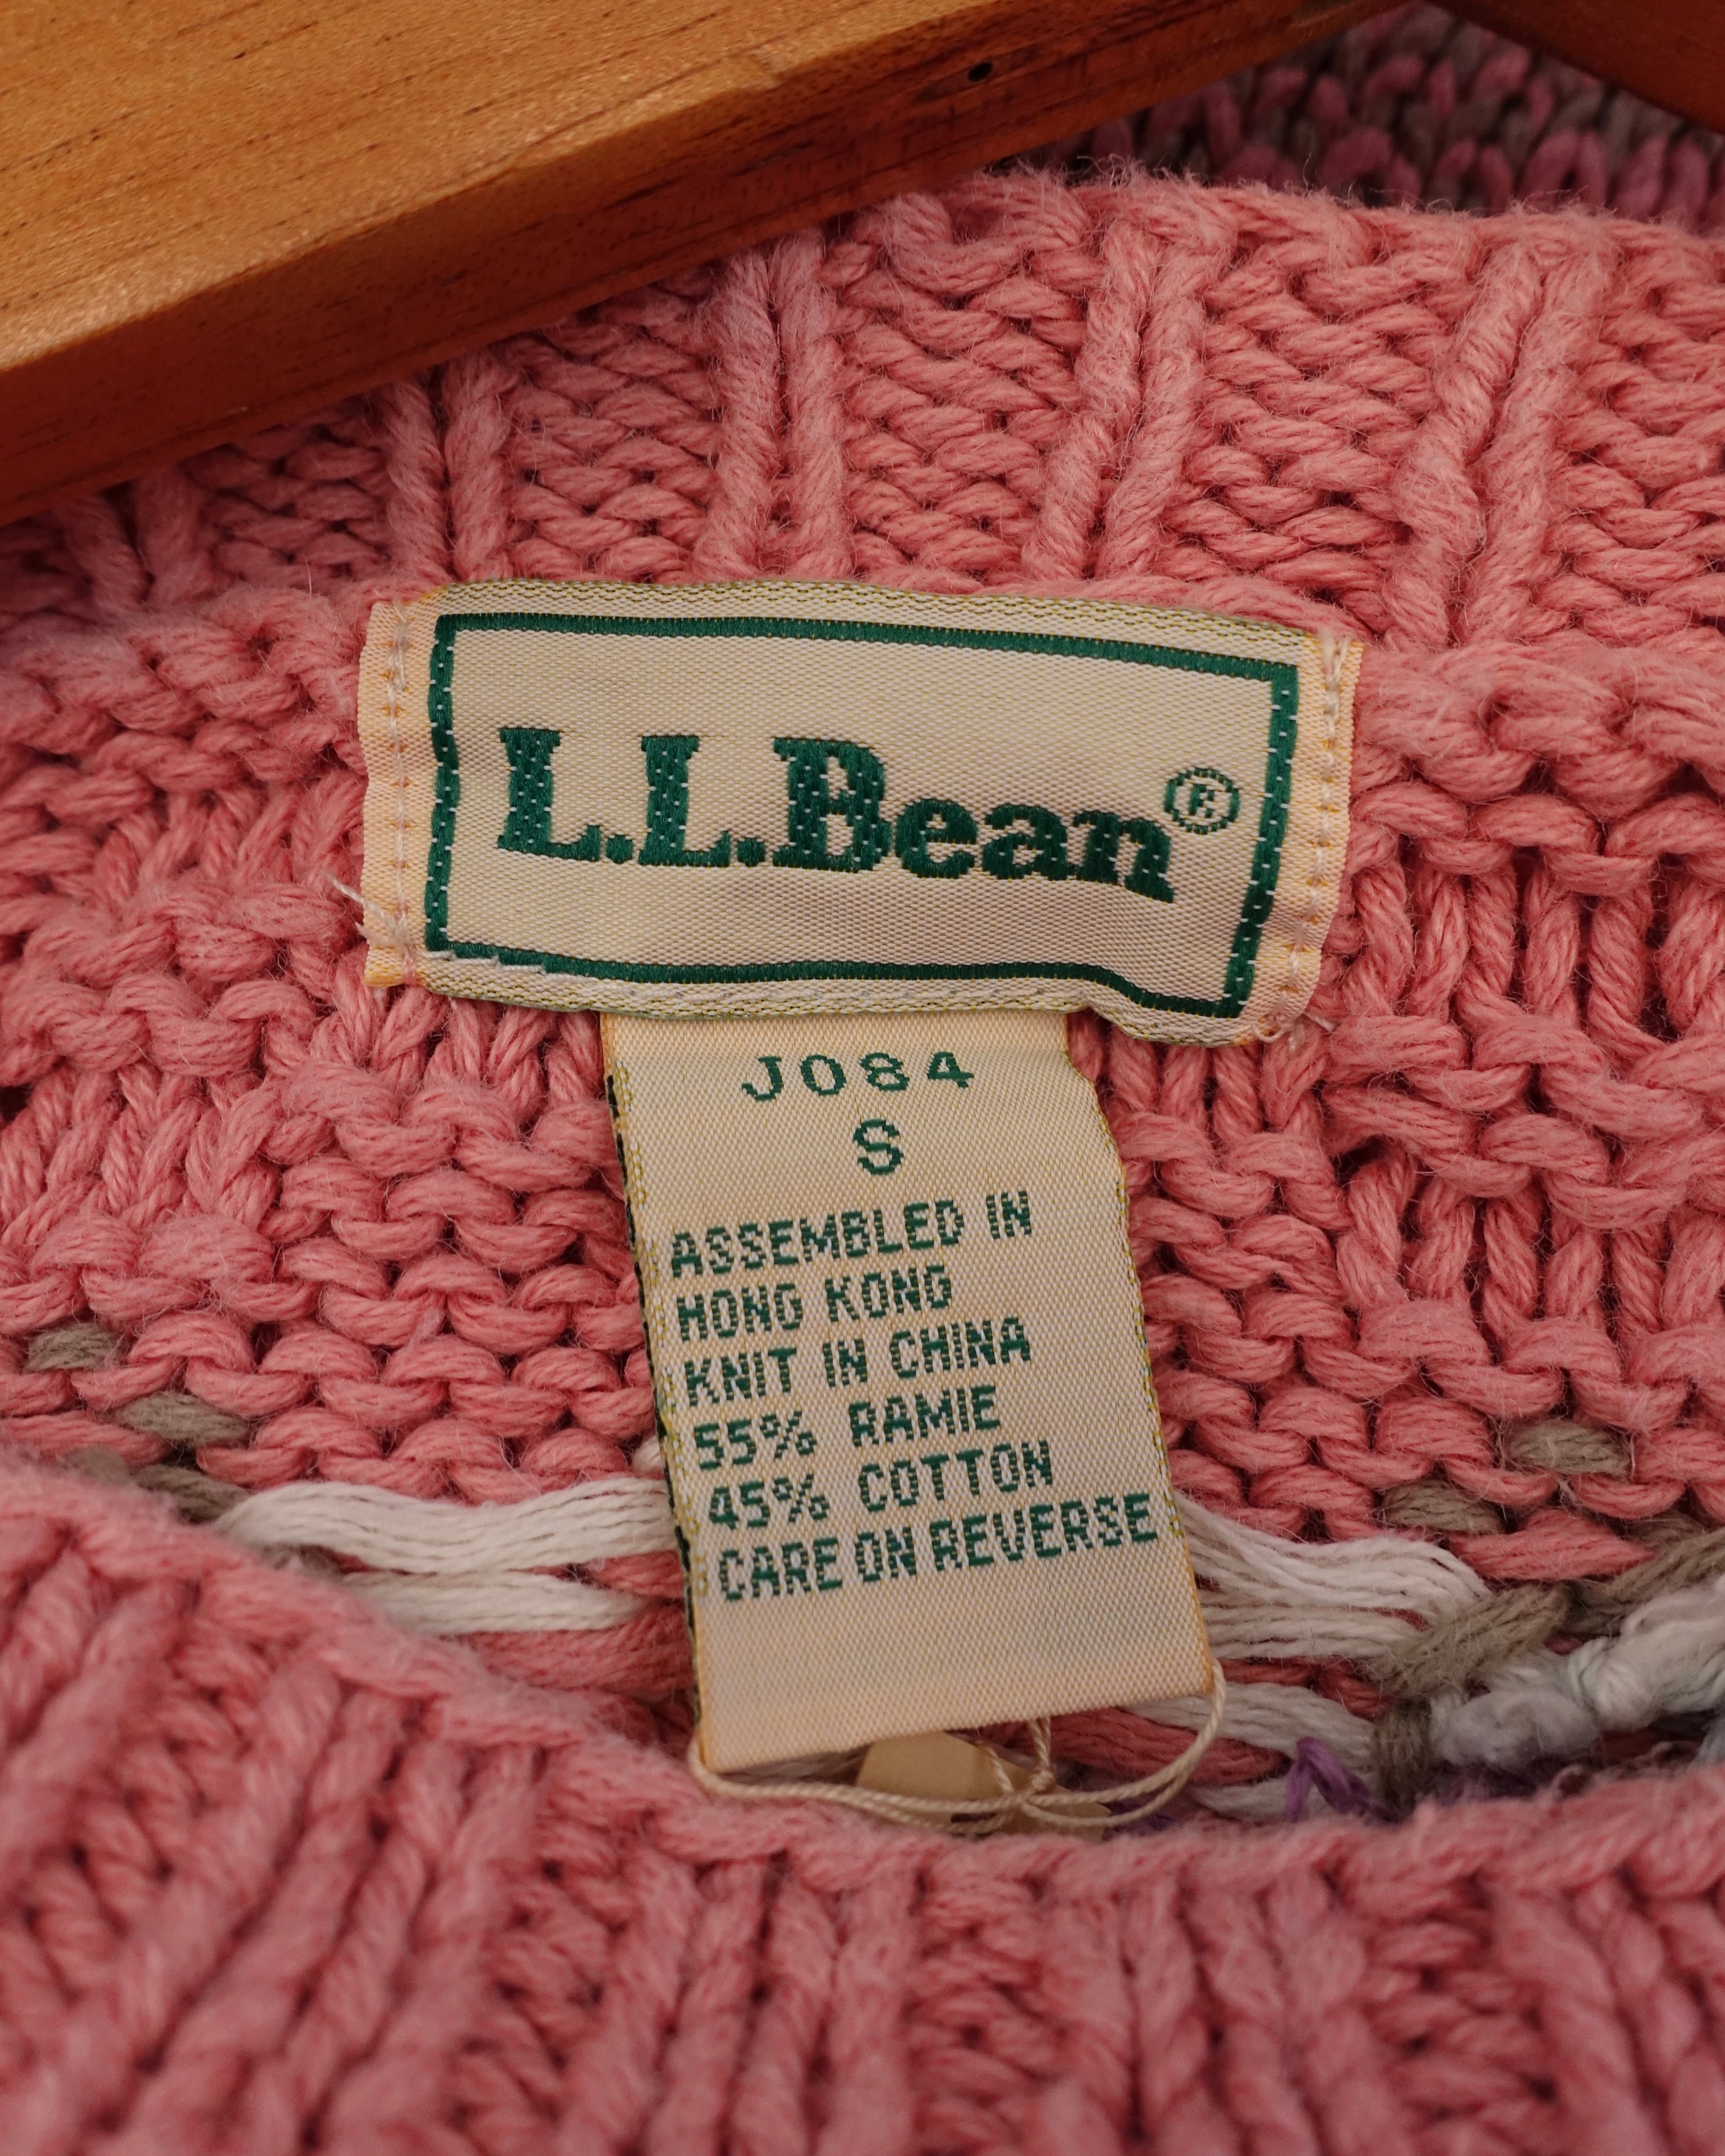 L.L.Bean®
J084
S
ASSEMBLED IN
HONG KONG
KNIT IN CHINA
55% RAMIE
45% COTTON
CARE ON REVERSE